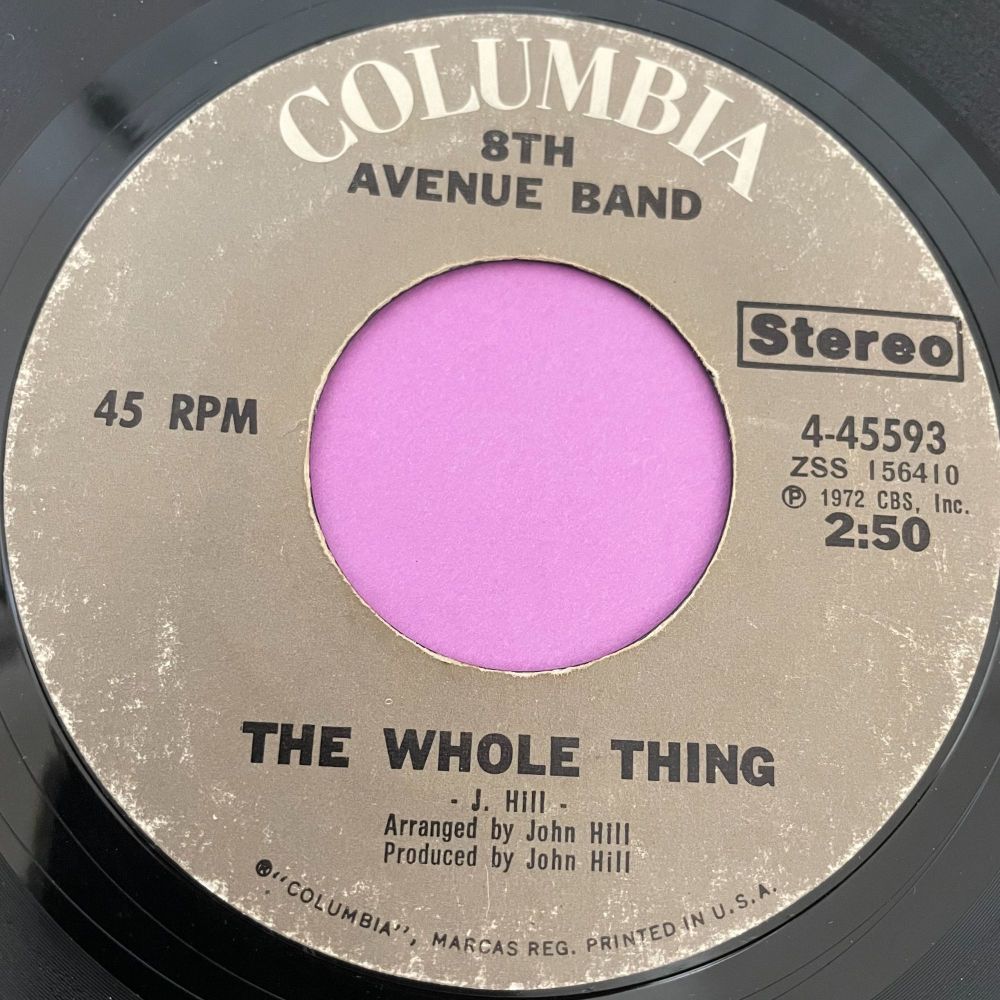 COLUMBIA
8TH
AVENUE BAND
Stereo
45 RPM
4-45593
ZSS 156410
Ⓟ 1972 CBS, Inc.
2:50
THE WHOLE THING
- J. Hill -
Arranged by John Hill
Produced by John Hill
® "COLUMBIA", MARCAS REG. PRINTED IN U.S.A.